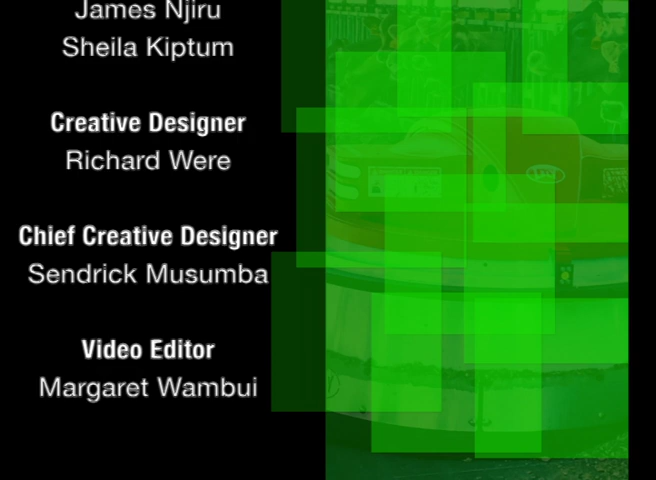 James Njiru
Sheila Kiptum
Creative Designer
Richard Were
Chief Creative Designer
Sendrick Musumba
Video Editor
Margaret Wambui